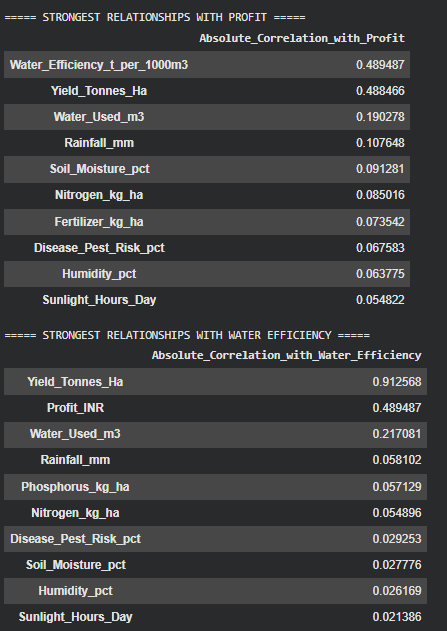 ===== STRONGEST RELATIONSHIPS WITH PROFIT =====
Absolute_Correlation_with_Profit
Water_Efficiency_t_per_1000m3 0.489487
Yield_Tonnes_Ha 0.488466
Water_Used_m3 0.190278
Rainfall_mm 0.107648
Soil_Moisture_pct 0.091281
Nitrogen_kg_ha 0.085016
Fertilizer_kg_ha 0.073542
Disease_Pest_Risk_pct 0.067583
Humidity_pct 0.063775
Sunlight_Hours_Day 0.054822
===== STRONGEST RELATIONSHIPS WITH WATER EFFICIENCY =====
Absolute_Correlation_with_Water_Efficiency
Yield_Tonnes_Ha 0.912568
Profit_INR 0.489487
Water_Used_m3 0.217081
Rainfall_mm 0.058102
Phosphorus_kg_ha 0.057129
Nitrogen_kg_ha 0.054896
Disease_Pest_Risk_pct 0.029253
Soil_Moisture_pct 0.027776
Humidity_pct 0.026169
Sunlight_Hours_Day 0.021386